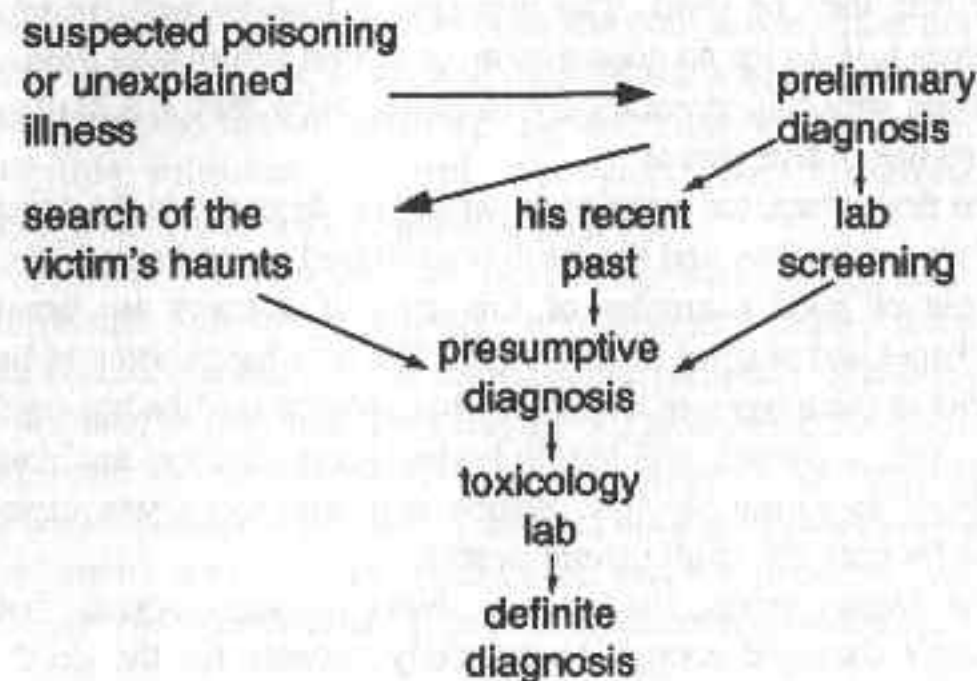 suspected poisoning
or unexplained
illness
preliminary
diagnosis
search of the
victim's haunts
his recent
past
lab
screening
presumptive
diagnosis
toxicology
lab
definite
diagnosis